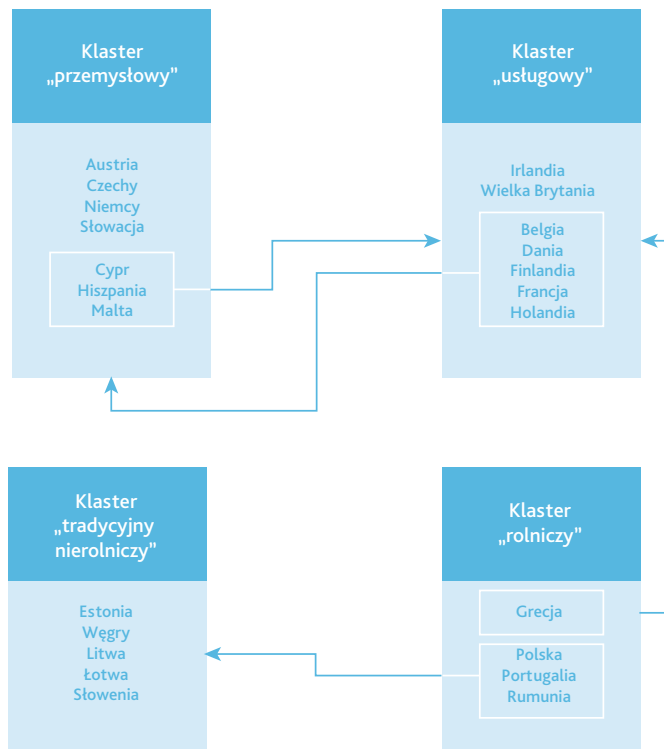 Klaster
„przemysłowy”
Austria
Czechy
Niemcy
Słowacja
Cypr
Hiszpania
Malta
Klaster
„usługowy”
Irlandia
Wielka Brytania
Belgia
Dania
Finlandia
Francja
Holandia
Klaster
„tradycyjny
nierolniczy”
Estonia
Węgry
Litwa
Łotwa
Słowenia
Klaster
„rolniczy”
Grecja
Polska
Portugalia
Rumunia